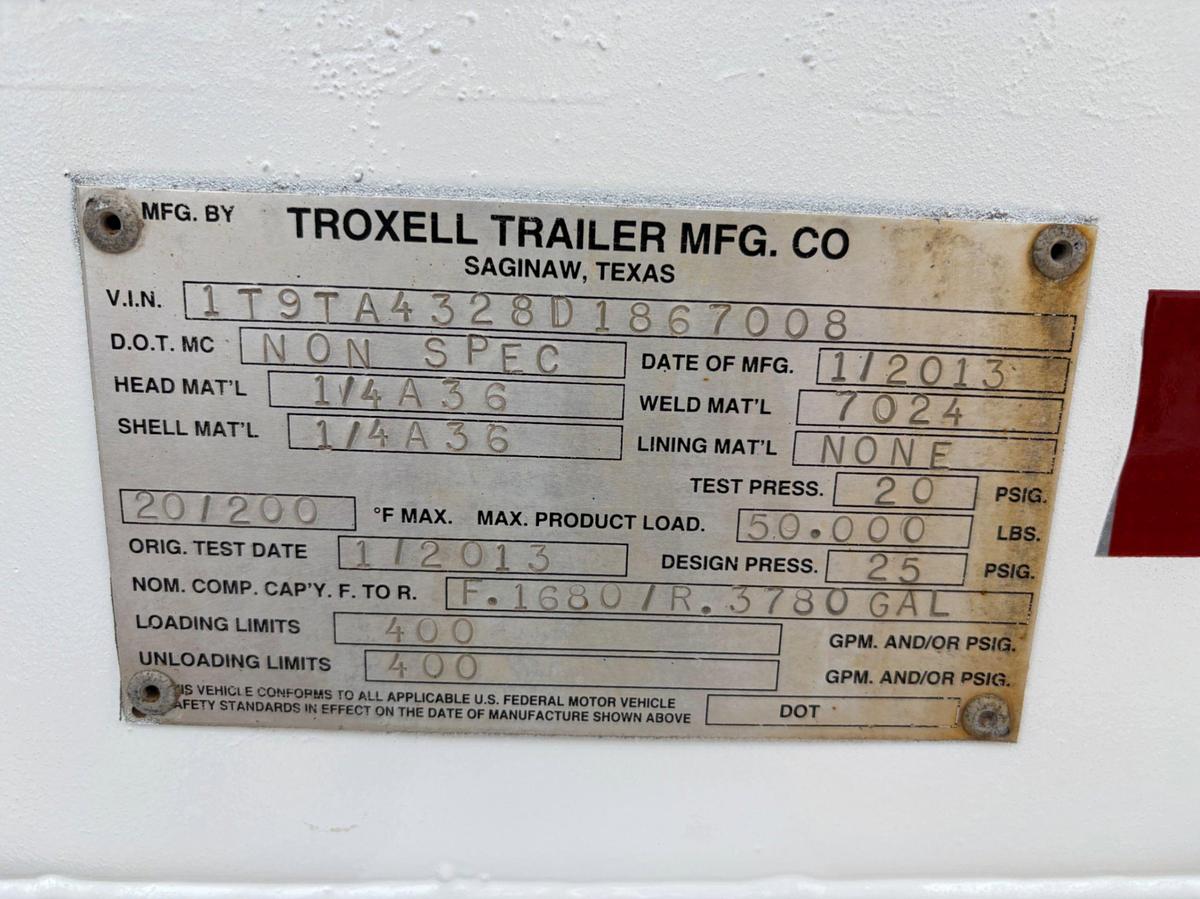 MFG. BY TROXELL TRAILER MFG. CO
SAGINAW, TEXAS
V.I.N. 1T9TA4328D1867008
D.O.T. MC NON SPEC DATE OF MFG. 1/2013
HEAD MAT'L 1/4A36 WELD MAT'L 7024
SHELL MAT'L 1/4A36 LINING MAT'L NONE
TEST PRESS. 20 PSIG.
20/200 °F MAX. MAX. PRODUCT LOAD. 50.000 LBS.
ORIG. TEST DATE 1/2013 DESIGN PRESS. 25 PSIG.
NOM. COMP. CAP'Y. F. TO R. F.1680/R.3780 GAL
LOADING LIMITS 400 GPM. AND/OR PSIG.
UNLOADING LIMITS 400 GPM. AND/OR PSIG.
IS VEHICLE CONFORMS TO ALL APPLICABLE U.S. FEDERAL MOTOR VEHICLE
AFETY STANDARDS IN EFFECT ON THE DATE OF MANUFACTURE SHOWN ABOVE DOT